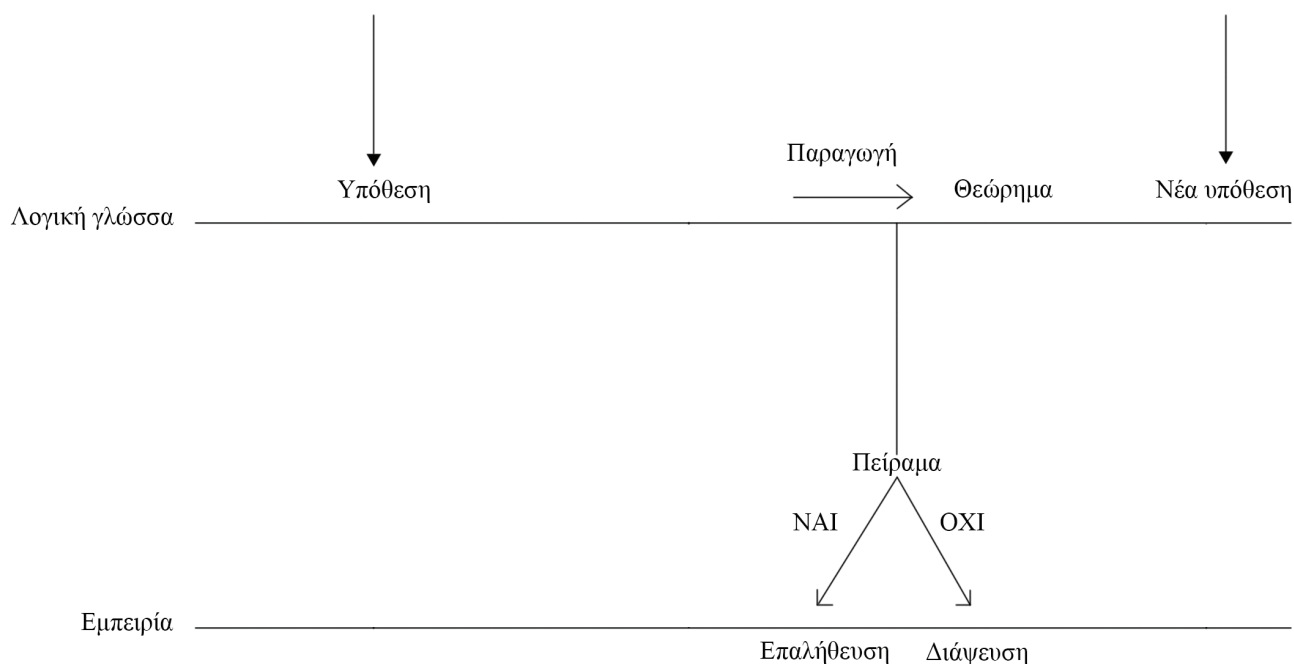 Παραγωγή
Υπόθεση
Θεώρημα
Νέα υπόθεση
Λογική γλώσσα
Πείραμα
ΝΑΙ
ΟΧΙ
Εμπειρία
Επαλήθευση
Διάψευση